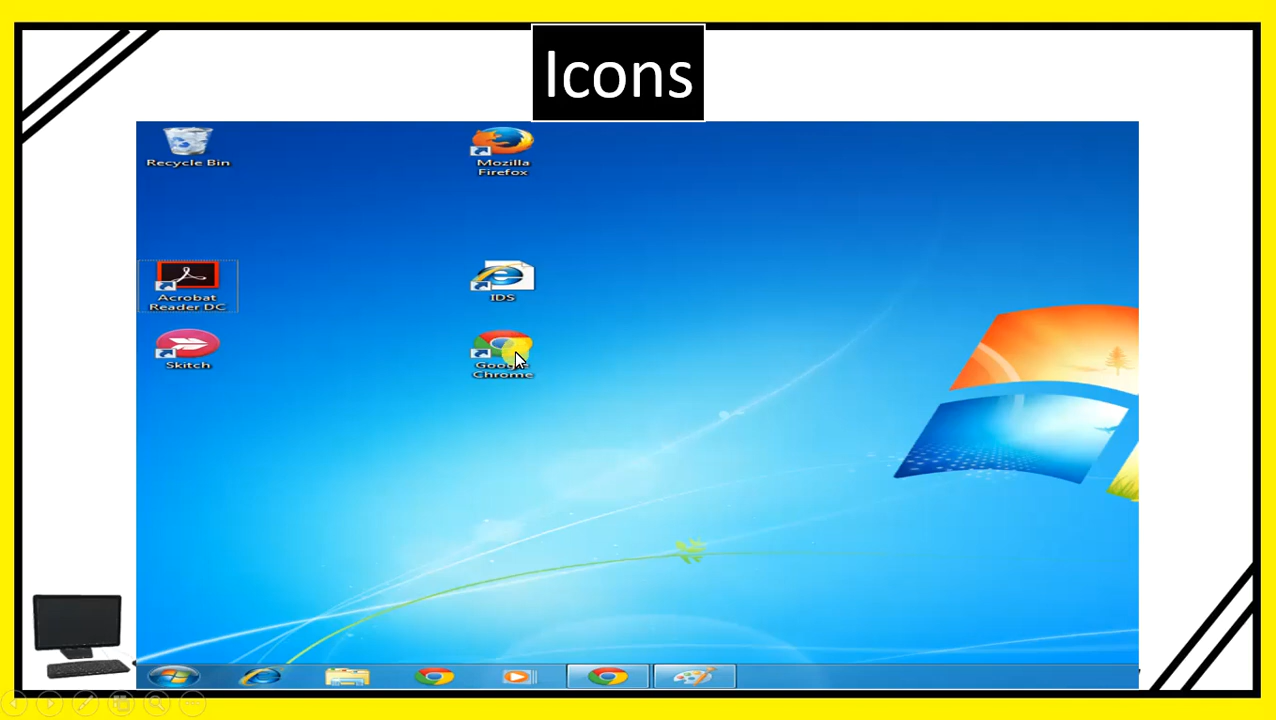 Icons
Recycle Bin
Mozilla
Firefox
Acrobat
Reader DC
IDS
Skitch
Google
Chrome